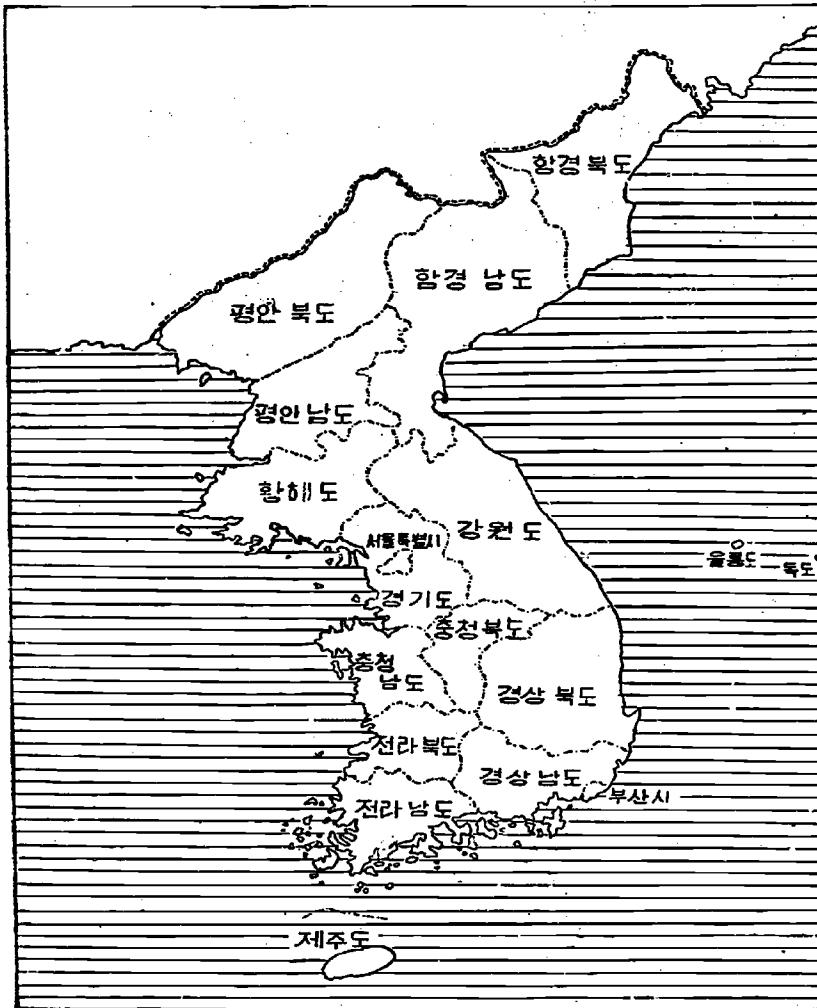 함경북도
함경 남도
평안 북도
평안남도
황해도
강원도
서울특별시
울릉도
독도
경기도
충청북도
충청
남도
경상 북도
전라북도
경상남도
부산시
전라남도
제주도